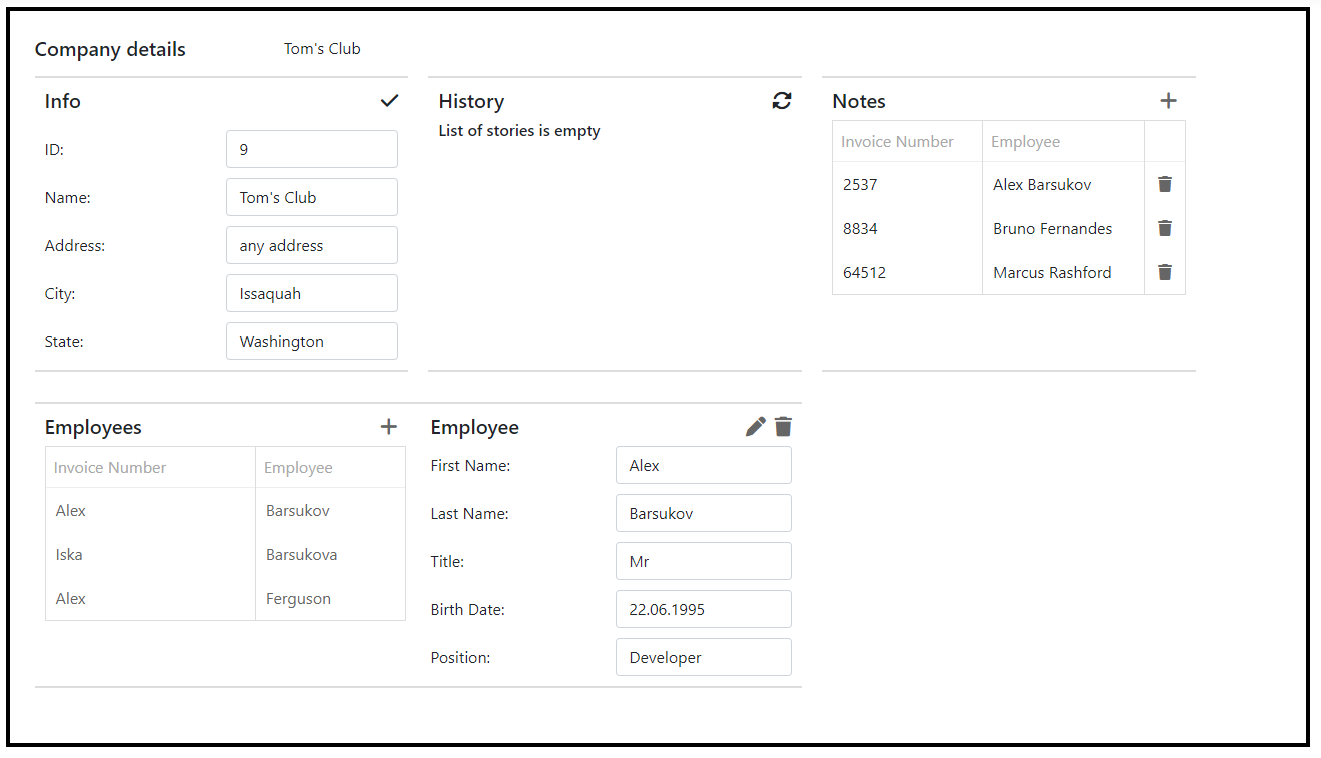 Company details Tom's Club
Info
ID: 9
Name: Tom's Club
Address: any address
City: Issaquah
State: Washington
History
List of stories is empty
Notes
Invoice Number Employee
2537 Alex Barsukov
8834 Bruno Fernandes
64512 Marcus Rashford
Employees
Invoice Number Employee
Alex Barsukov
Iska Barsukova
Alex Ferguson
Employee
First Name: Alex
Last Name: Barsukov
Title: Mr
Birth Date: 22.06.1995
Position: Developer